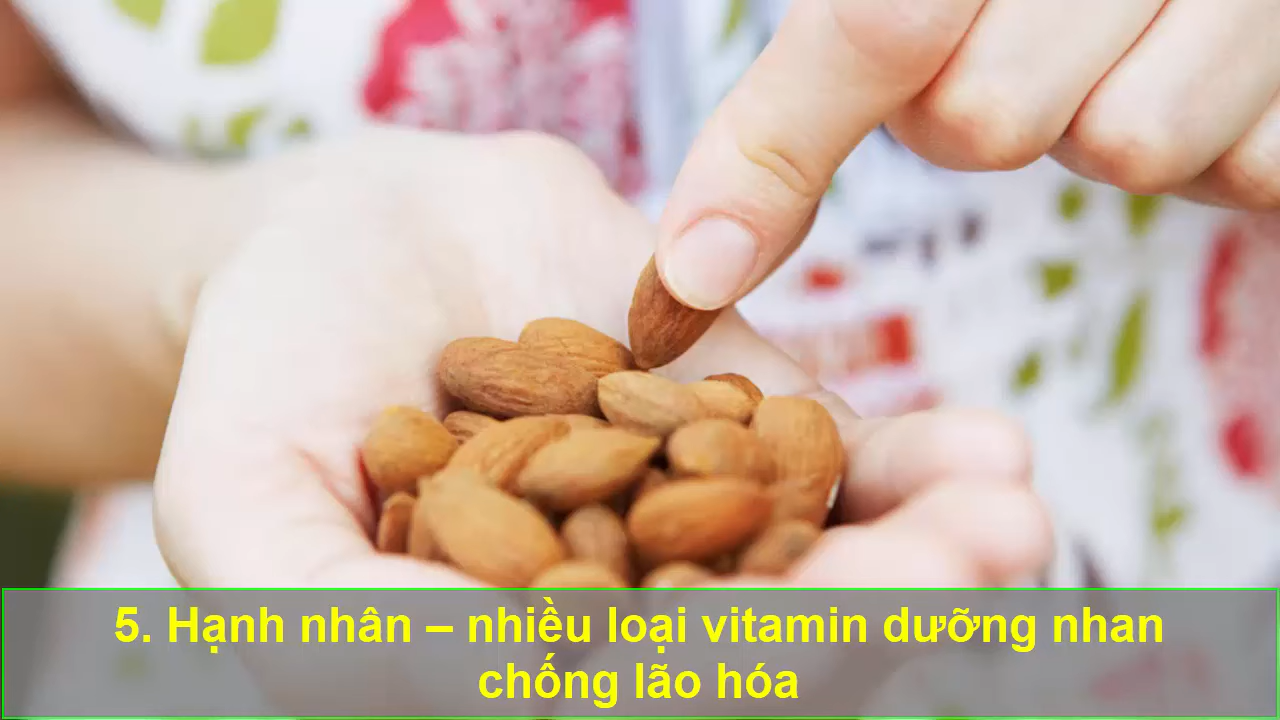 5. Hạnh nhân – nhiều loại vitamin dưỡng nhan
chống lão hóa